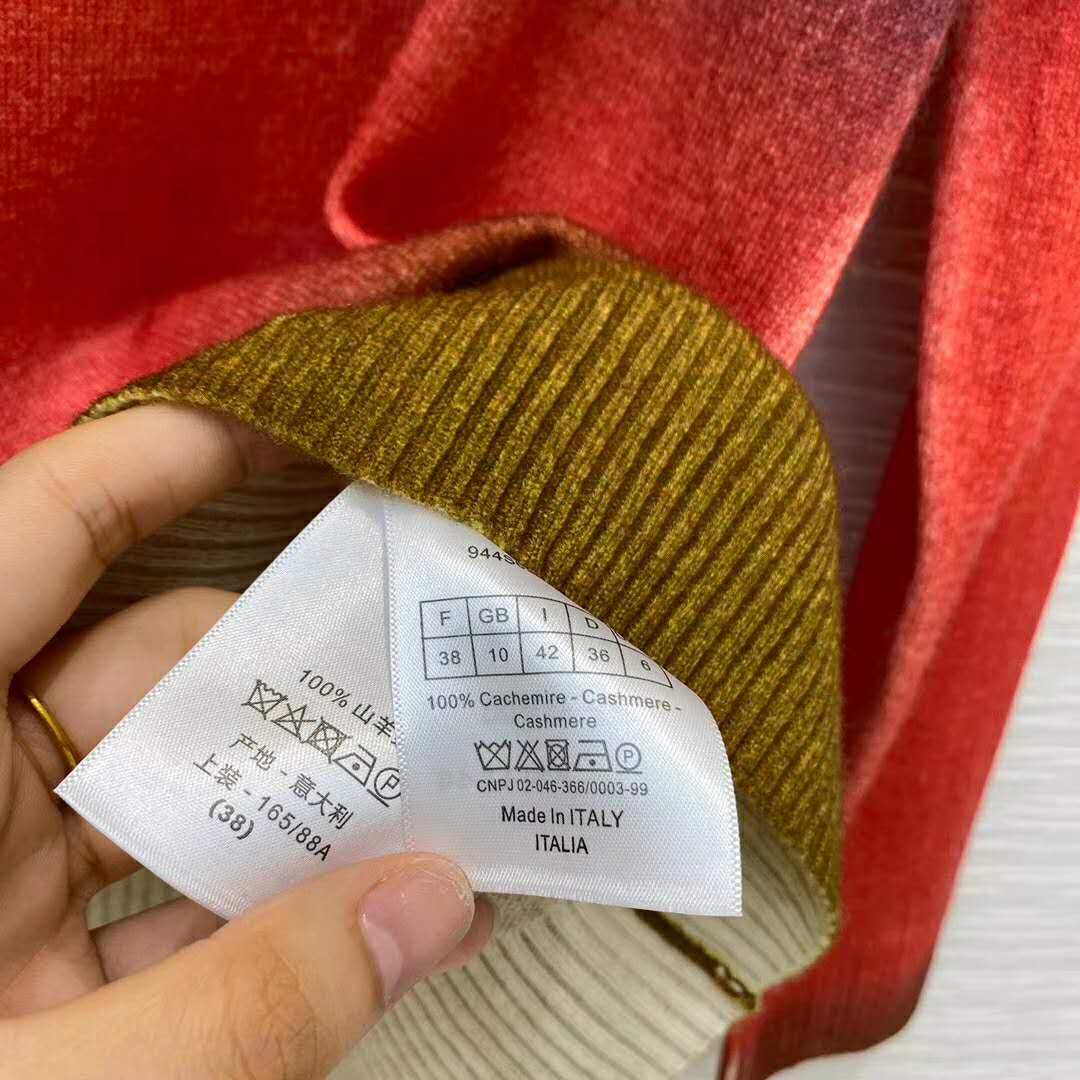 100% 山羊
产地 - 意大利
上装 - 165/88A
(38)
F GB I D
38 10 42 36 6
100% Cachemire - Cashmere -
Cashmere
CNPJ 02-046-366/0003-99
Made In ITALY
ITALIA